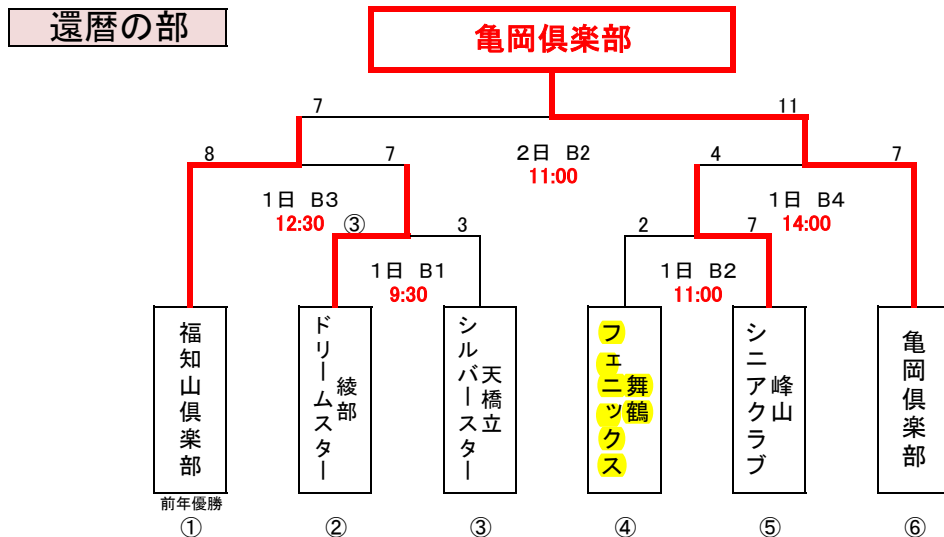 還暦の部
亀岡倶楽部
7
11
8
7
2日 B2
11:00
4
7
1日 B3
12:30
1日 B4
14:00
③
3
2
7
1日 B1
9:30
1日 B2
11:00
福知山倶楽部
綾部
ドリームスター
天橋立
シルバースター
舞鶴
フェニックス
峰山
シニアクラブ
亀岡倶楽部
前年優勝
①
②
③
④
⑤
⑥